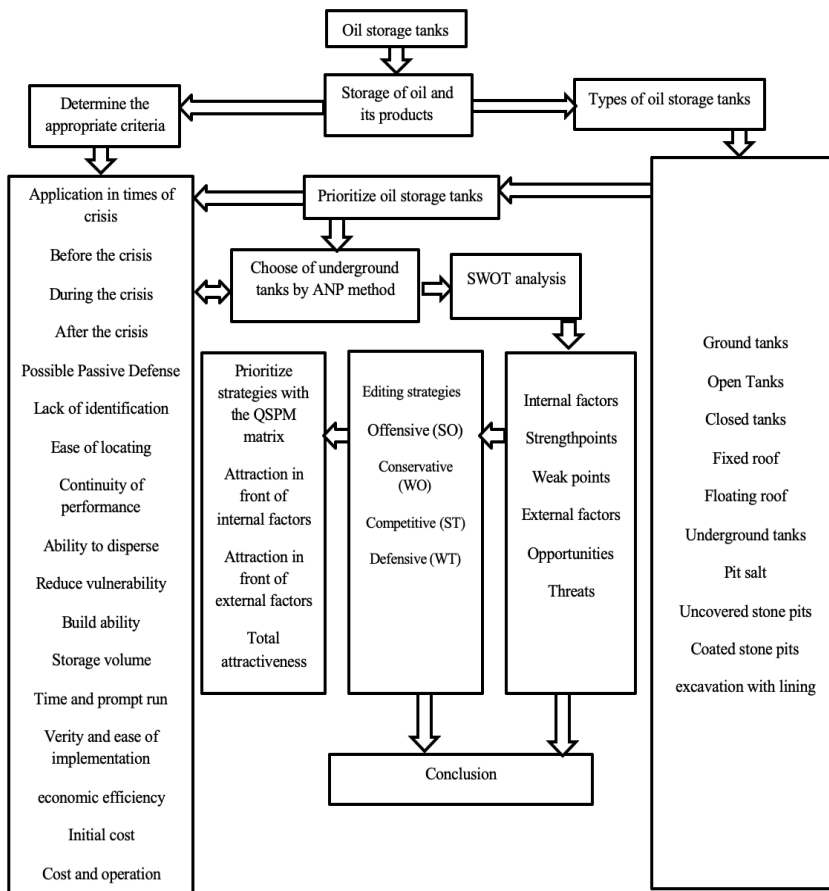 Oil storage tanks
Storage of oil and
its products
Determine the
appropriate criteria
Types of oil storage tanks
Application in times of
crisis
Before the crisis
During the crisis
After the crisis
Possible Passive Defense
Lack of identification
Ease of locating
Continuity of
performance
Ability to disperse
Reduce vulnerability
Build ability
Storage volume
Time and prompt run
Verity and ease of
implementation
economic efficiency
Initial cost
Cost and operation
Prioritize oil storage tanks
Choose of underground
tanks by ANP method
SWOT analysis
Prioritize
strategies with
the QSPM
matrix
Attraction in
front of
internal factors
Attraction in
front of
external factors
Total
attractiveness
Editing strategies
Offensive (SO)
Conservative
(WO)
Competitive (ST)
Defensive (WT)
Internal factors
Strengthpoints
Weak points
External factors
Opportunities
Threats
Ground tanks
Open Tanks
Closed tanks
Fixed roof
Floating roof
Underground tanks
Pit salt
Uncovered stone pits
Coated stone pits
excavation with lining
Conclusion